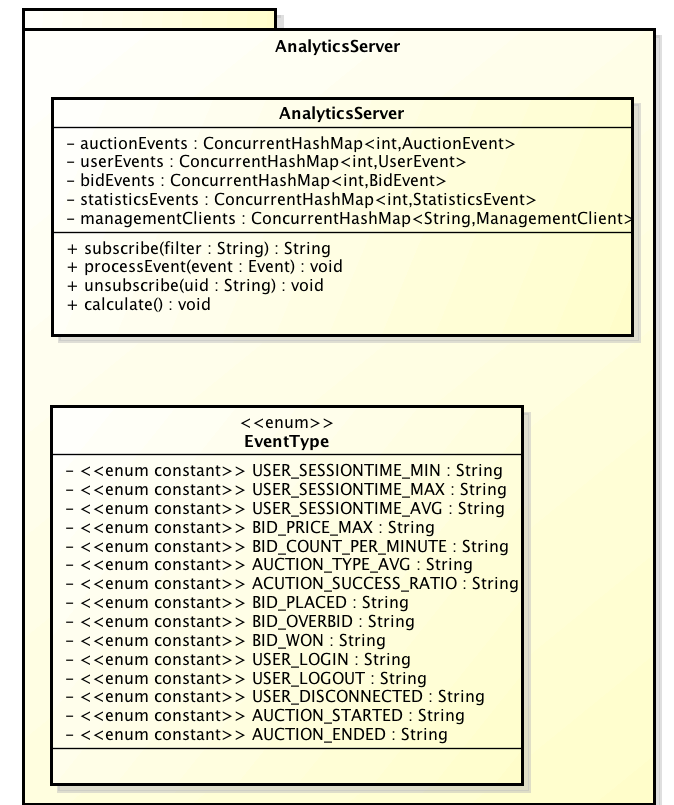 AnalyticsServer
AnalyticsServer
- auctionEvents : ConcurrentHashMap<int,AuctionEvent>
- userEvents : ConcurrentHashMap<int,UserEvent>
- bidEvents : ConcurrentHashMap<int,BidEvent>
- statisticsEvents : ConcurrentHashMap<int,StatisticsEvent>
- managementClients : ConcurrentHashMap<String,ManagementClient>
+ subscribe(filter : String) : String
+ processEvent(event : Event) : void
+ unsubscribe(uid : String) : void
+ calculate() : void
<<enum>>
EventType
- <<enum constant>> USER_SESSIONTIME_MIN : String
- <<enum constant>> USER_SESSIONTIME_MAX : String
- <<enum constant>> USER_SESSIONTIME_AVG : String
- <<enum constant>> BID_PRICE_MAX : String
- <<enum constant>> BID_COUNT_PER_MINUTE : String
- <<enum constant>> AUCTION_TYPE_AVG : String
- <<enum constant>> ACUTION_SUCCESS_RATIO : String
- <<enum constant>> BID_PLACED : String
- <<enum constant>> BID_OVERBID : String
- <<enum constant>> BID_WON : String
- <<enum constant>> USER_LOGIN : String
- <<enum constant>> USER_LOGOUT : String
- <<enum constant>> USER_DISCONNECTED : String
- <<enum constant>> AUCTION_STARTED : String
- <<enum constant>> AUCTION_ENDED : String